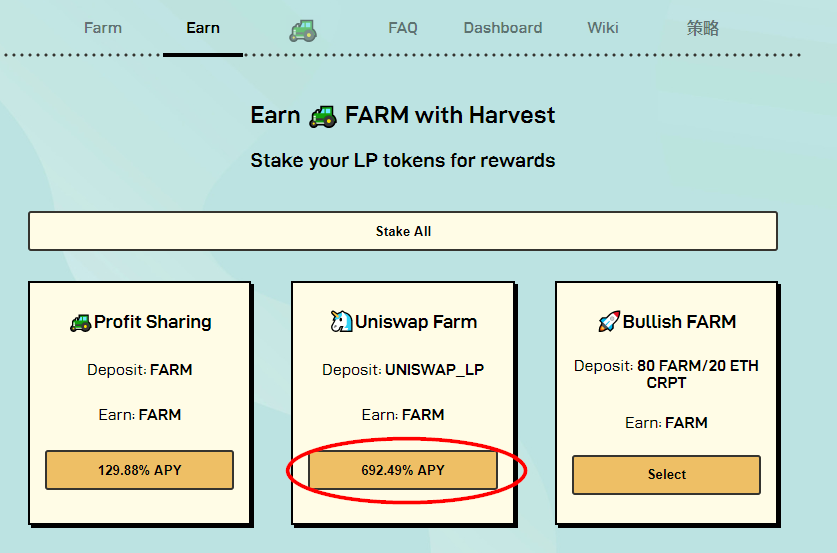 Farm Earn FAQ Dashboard Wiki 策略
Earn FARM with Harvest
Stake your LP tokens for rewards
Stake All
Profit Sharing
Deposit: FARM
Earn: FARM
129.88% APY
Uniswap Farm
Deposit: UNISWAP_LP
Earn: FARM
692.49% APY
Bullish FARM
Deposit: 80 FARM/20 ETH
CRPT
Earn: FARM
Select